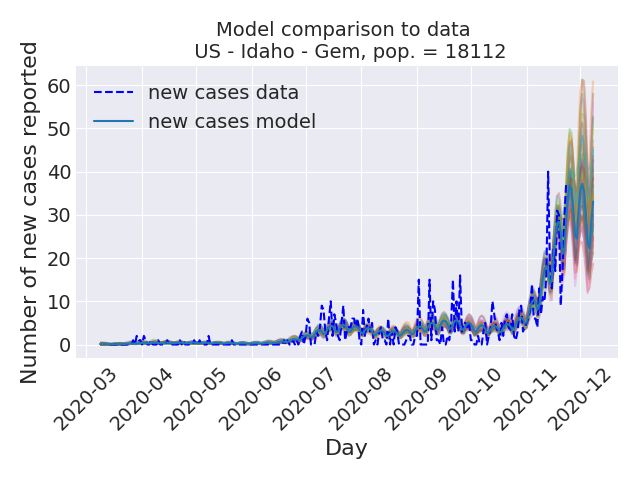 Model comparison to data
US - Idaho - Gem, pop. = 18112
Number of new cases reported
60
50
40
30
20
10
0
new cases data
new cases model
2020-03
2020-04
2020-05
2020-06
2020-07
2020-08
2020-09
2020-10
2020-11
2020-12
Day